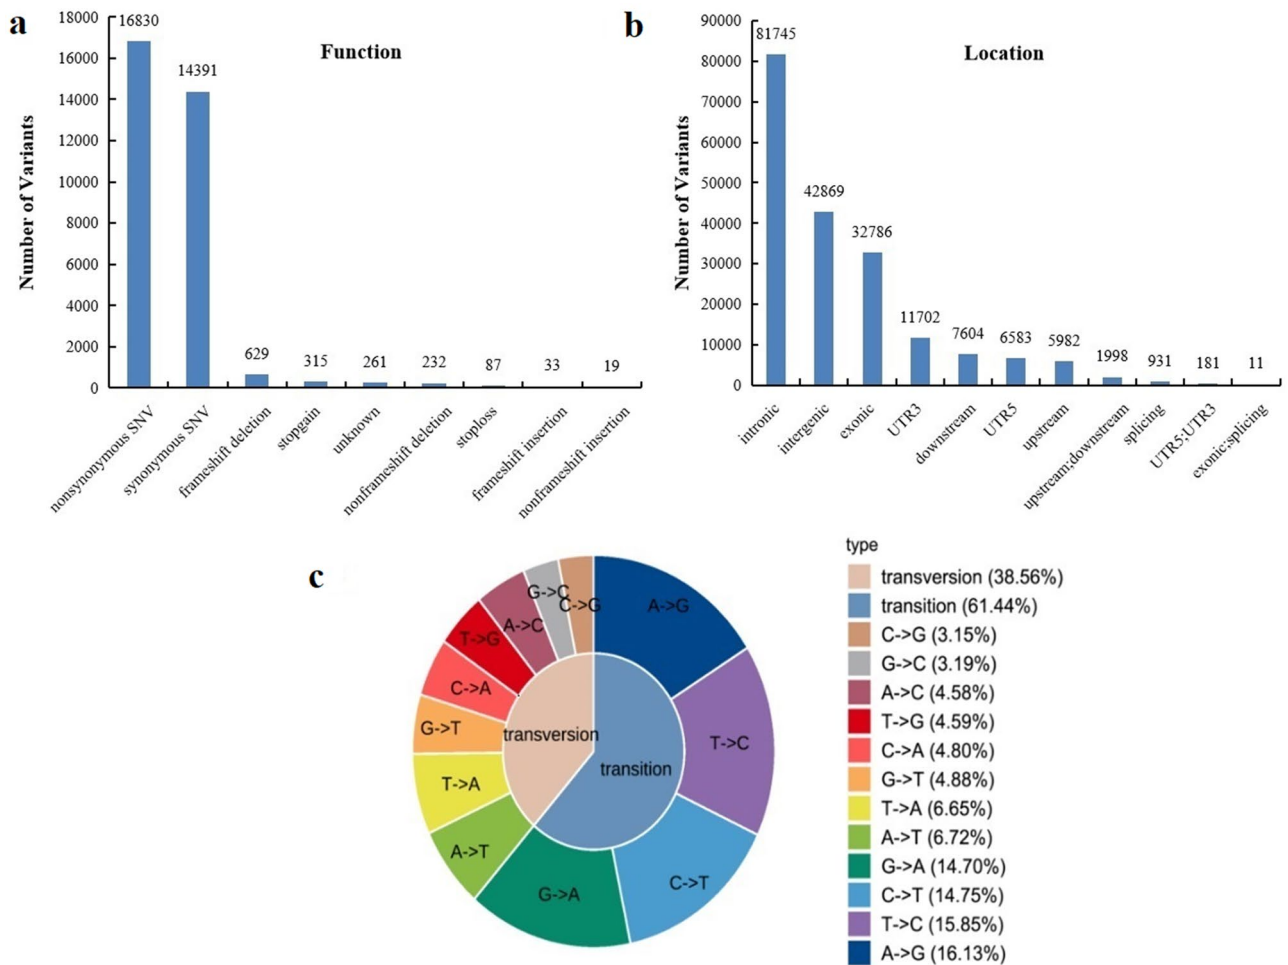 a
Function
Number of Variants
18000
16000
14000
12000
10000
8000
6000
4000
2000
0
16830
14391
629
315
261
232
87
33
19
nonsynonymous SNV
synonymous SNV
frameshift deletion
stopgain
unknown
nonframeshift deletion
stoploss
frameshift insertion
nonframeshift insertion
b
Location
Number of Variants
90000
80000
70000
60000
50000
40000
30000
20000
10000
0
81745
42869
32786
11702
7604
6583
5982
1998
931
181
11
intronic
intergenic
exonic
UTR3
downstream
UTR5
upstream
upstream;downstream
splicing
UTR5;UTR3
exonic;splicing
c
A->G
T->C
C->T
G->A
A->T
T->A
G->T
C->A
T->G
A->C
G->C
C->G
transversion
transition
type
transversion (38.56%)
transition (61.44%)
C->G (3.15%)
G->C (3.19%)
A->C (4.58%)
T->G (4.59%)
C->A (4.80%)
G->T (4.88%)
T->A (6.65%)
A->T (6.72%)
G->A (14.70%)
C->T (14.75%)
T->C (15.85%)
A->G (16.13%)